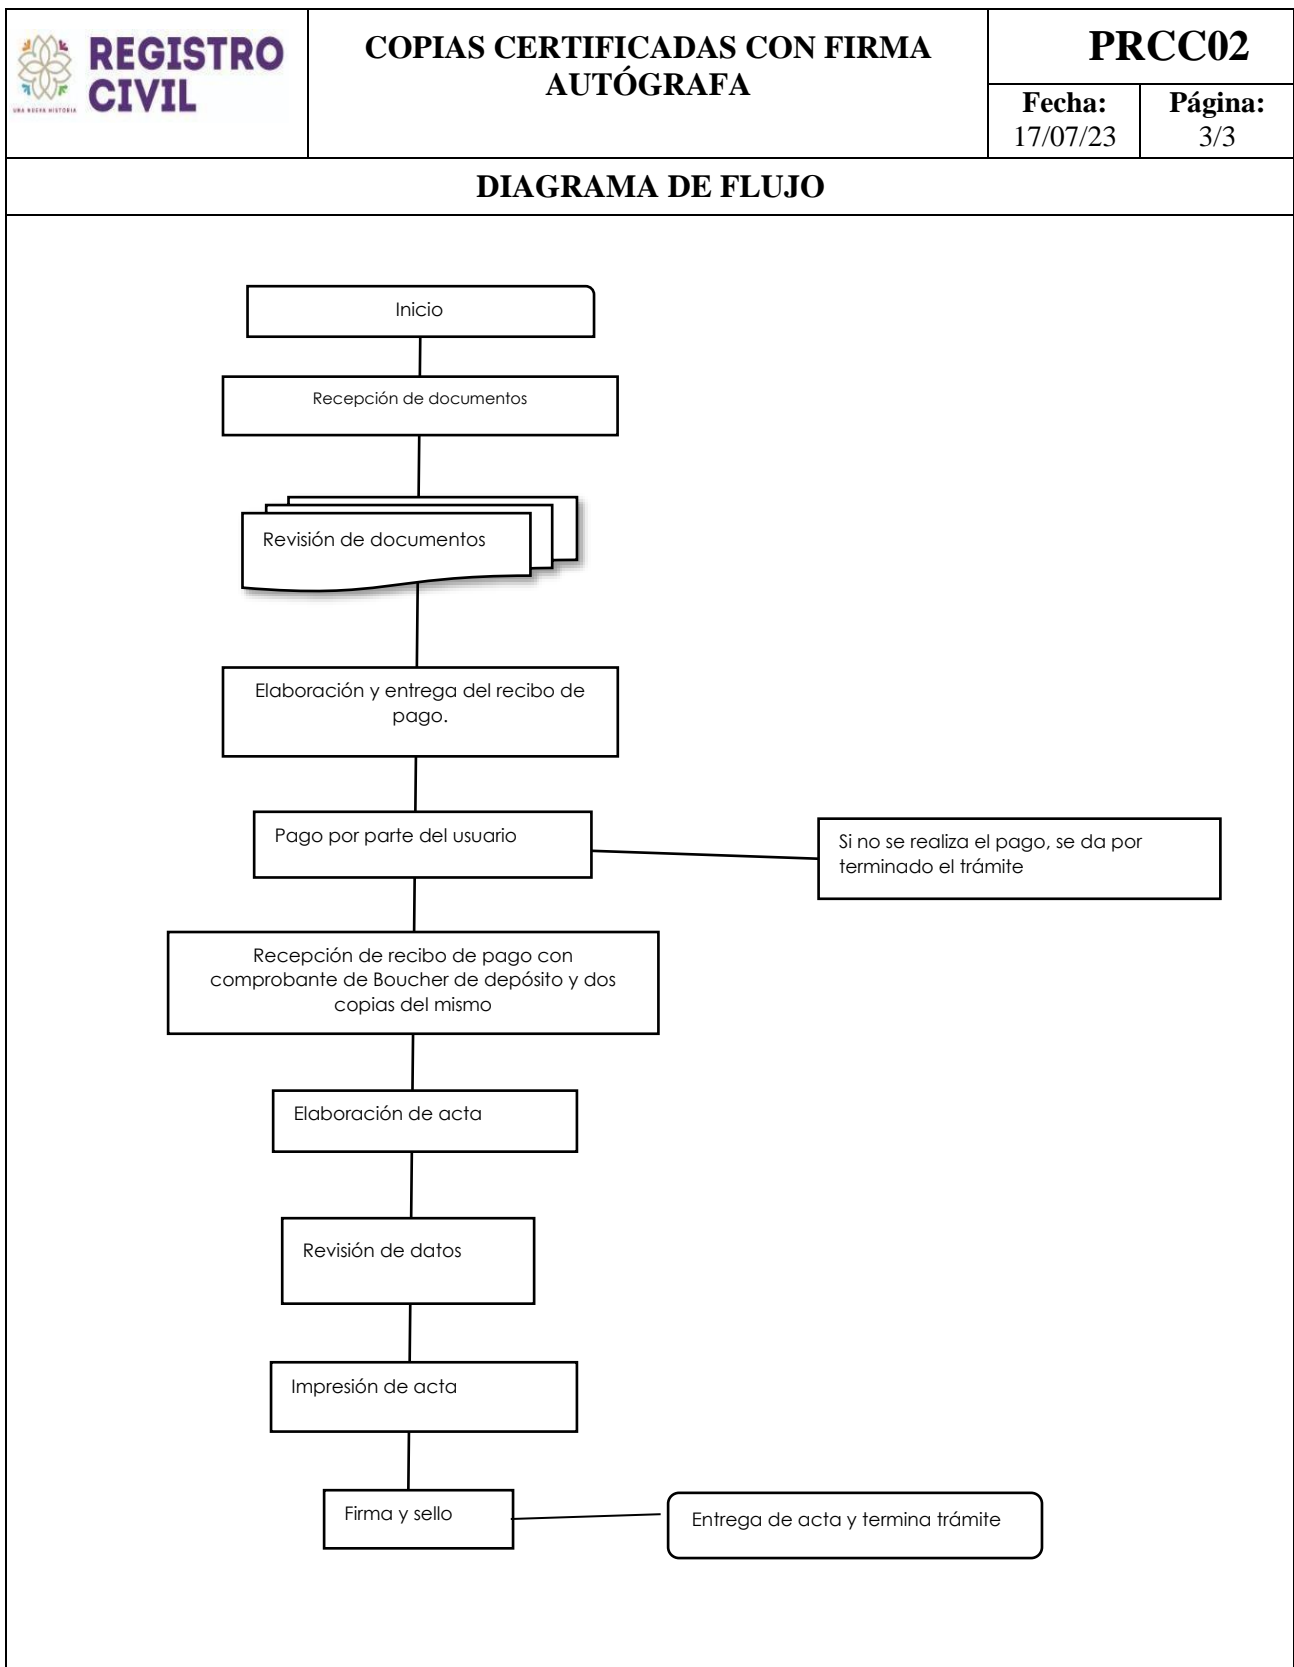 REGISTRO
CIVIL
UNA NUEVA HISTORIA
COPIAS CERTIFICADAS CON FIRMA
AUTÓGRAFA
PRCC02
Fecha:
17/07/23
Página:
3/3
DIAGRAMA DE FLUJO
Inicio
Recepción de documentos
Revisión de documentos
Elaboración y entrega del recibo de
pago.
Pago por parte del usuario
Si no se realiza el pago, se da por
terminado el trámite
Recepción de recibo de pago con
comprobante de Boucher de depósito y dos
copias del mismo
Elaboración de acta
Revisión de datos
Impresión de acta
Firma y sello
Entrega de acta y termina trámite